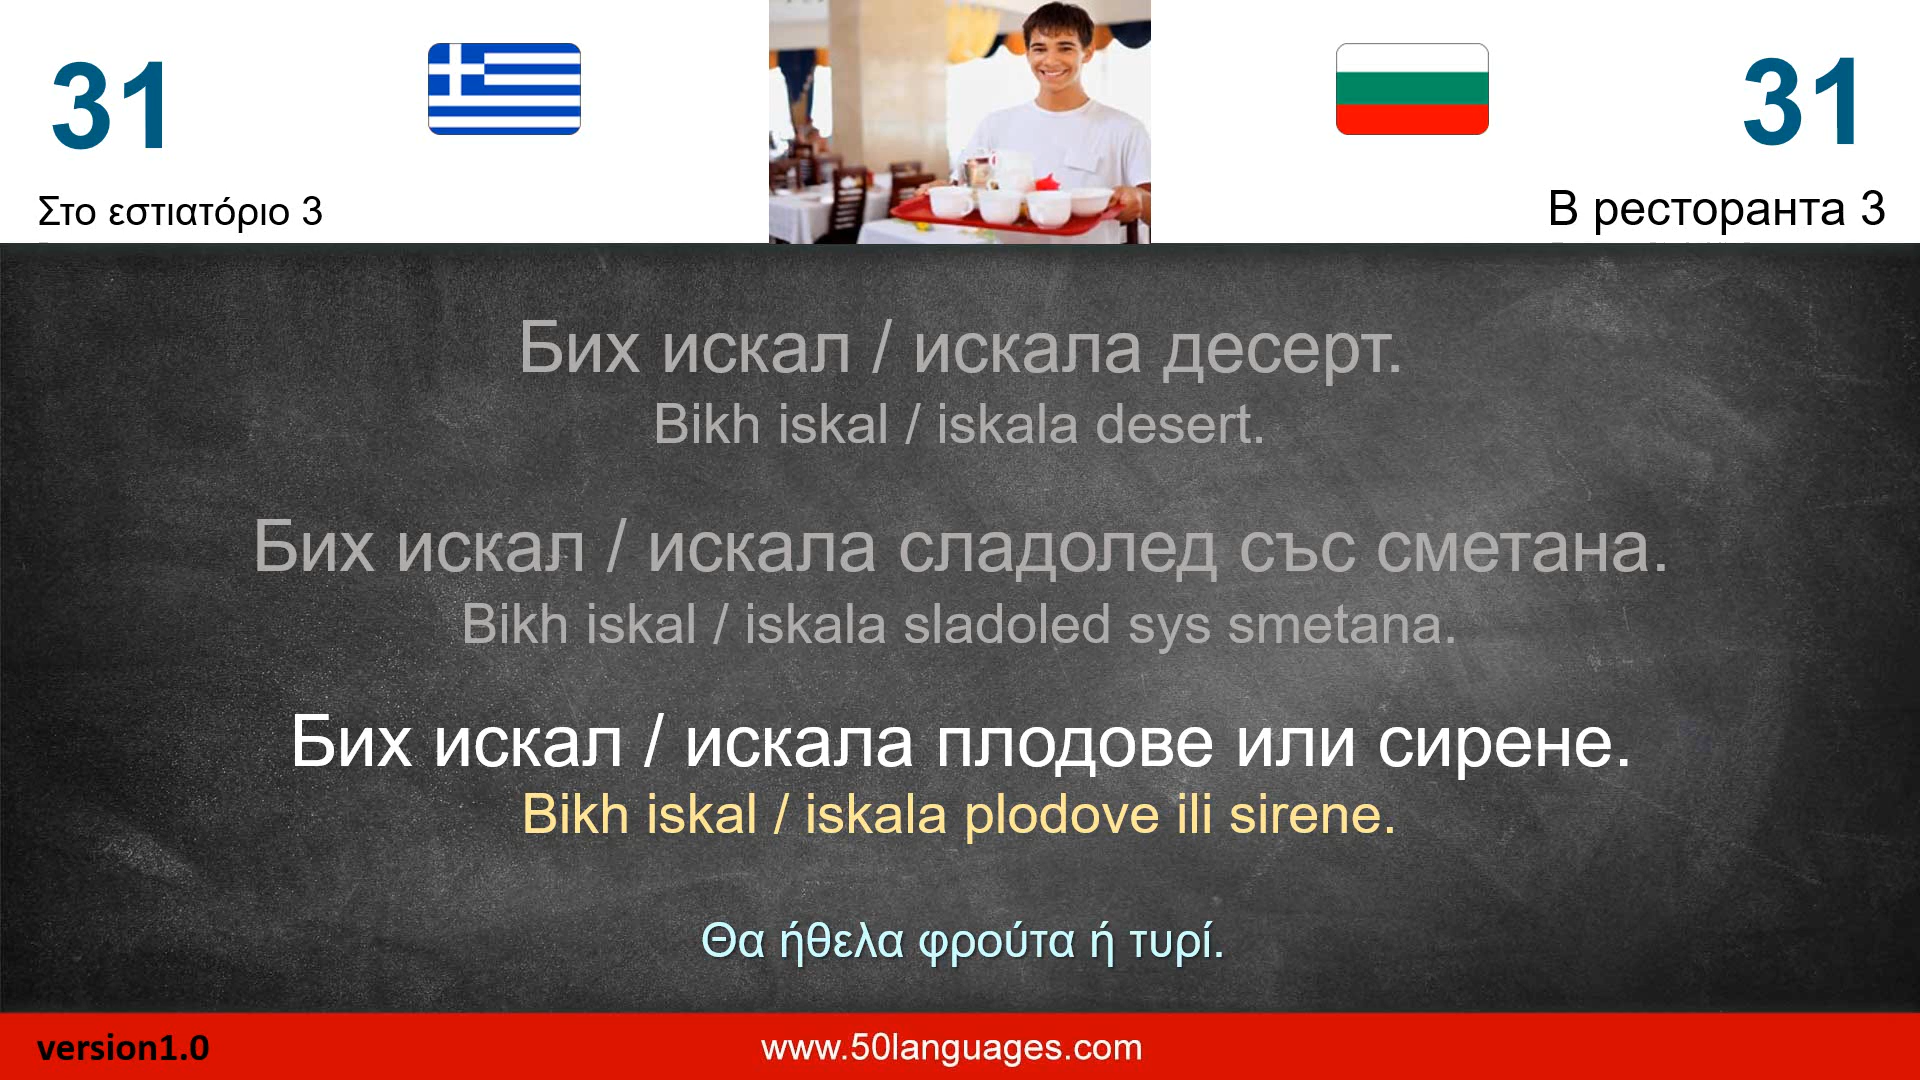 31
31
Στο εστιατόριο 3
В ресторанта 3
Бих искал / искала десерт.
Bikh iskal / iskala desert.
Бих искал / искала сладолед със сметана.
Bikh iskal / iskala sladoled sys smetana.
Бих искал / искала плодове или сирене.
Bikh iskal / iskala plodove ili sirene.
Θα ήθελα φρούτα ή τυρί.
version1.0
www.50languages.com